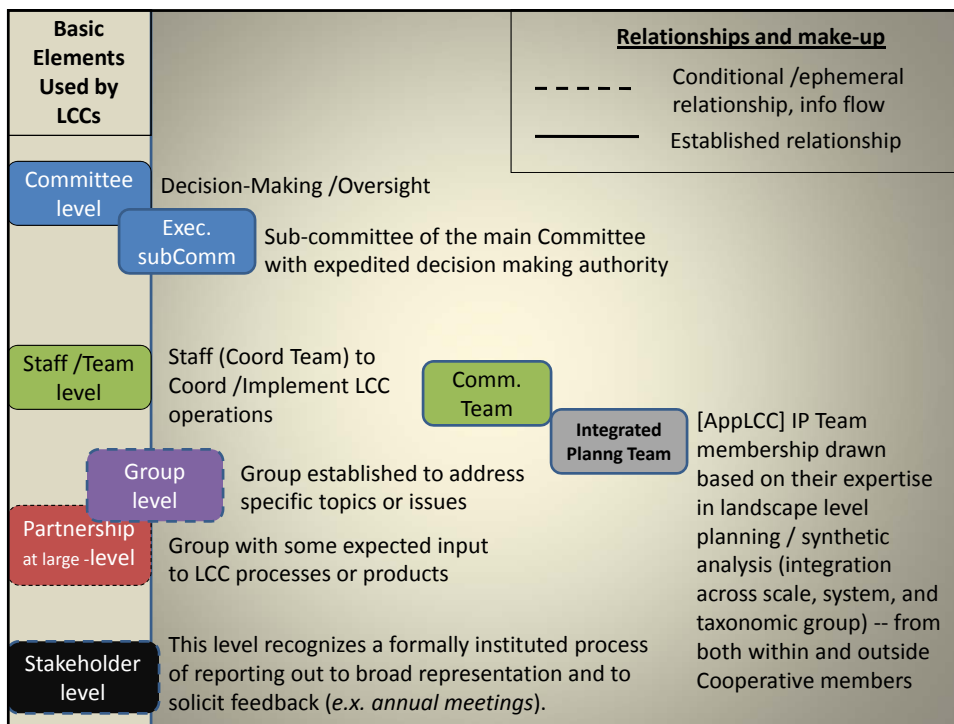 Basic
Elements
Used by
LCCs
Relationships and make-up
Conditional /ephemeral
relationship, info flow
Established relationship
Committee
level
Decision-Making /Oversight
Exec.
subComm
Sub-committee of the main Committee
with expedited decision making authority
Staff /Team
level
Staff (Coord Team) to
Coord /Implement LCC
operations
Comm.
Team
Integrated
Planng Team
[AppLCC] IP Team
membership drawn
based on their expertise
in landscape level
planning / synthetic
analysis (integration
across scale, system, and
taxonomic group) -- from
both within and outside
Cooperative members
Group
level
Group established to address
specific topics or issues
Partnership
at large -level
Group with some expected input
to LCC processes or products
Stakeholder
level
This level recognizes a formally instituted process
of reporting out to broad representation and to
solicit feedback (e.x. annual meetings).